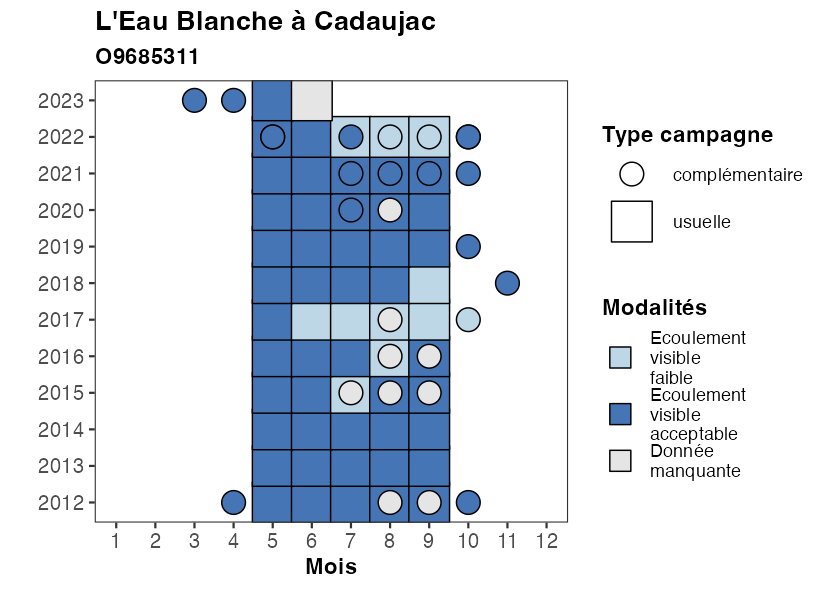 L'Eau Blanche à Cadaujac
O9685311
2023
2022
2021
2020
2019
2018
2017
2016
2015
2014
2013
2012
1 2 3 4 5 6 7 8 9 10 11 12
Mois
Type campagne
complémentaire
usuelle
Modalités
Ecoulement
visible
faible
Ecoulement
visible
acceptable
Donnée
manquante